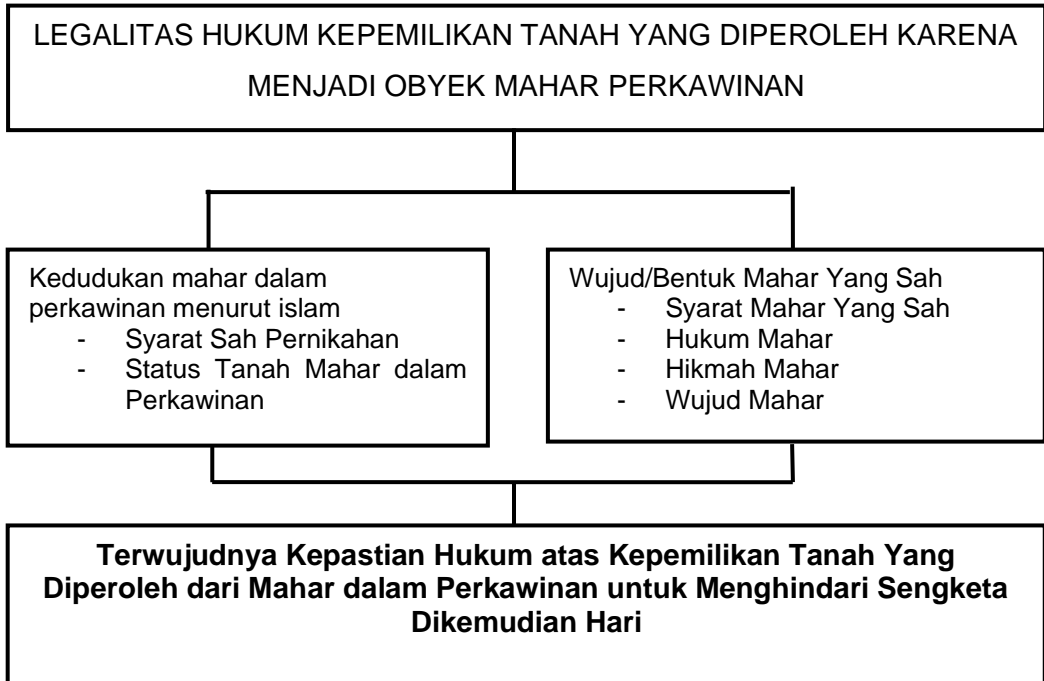 LEGALITAS HUKUM KEPEMILIKAN TANAH YANG DIPEROLEH KARENA
MENJADI OBYEK MAHAR PERKAWINAN
Kedudukan mahar dalam
perkawinan menurut islam
- Syarat Sah Pernikahan
- Status Tanah Mahar dalam
Perkawinan
Wujud/Bentuk Mahar Yang Sah
- Syarat Mahar Yang Sah
- Hukum Mahar
- Hikmah Mahar
- Wujud Mahar
Terwujudnya Kepastian Hukum atas Kepemilikan Tanah Yang
Diperoleh dari Mahar dalam Perkawinan untuk Menghindari Sengketa
Dikemudian Hari